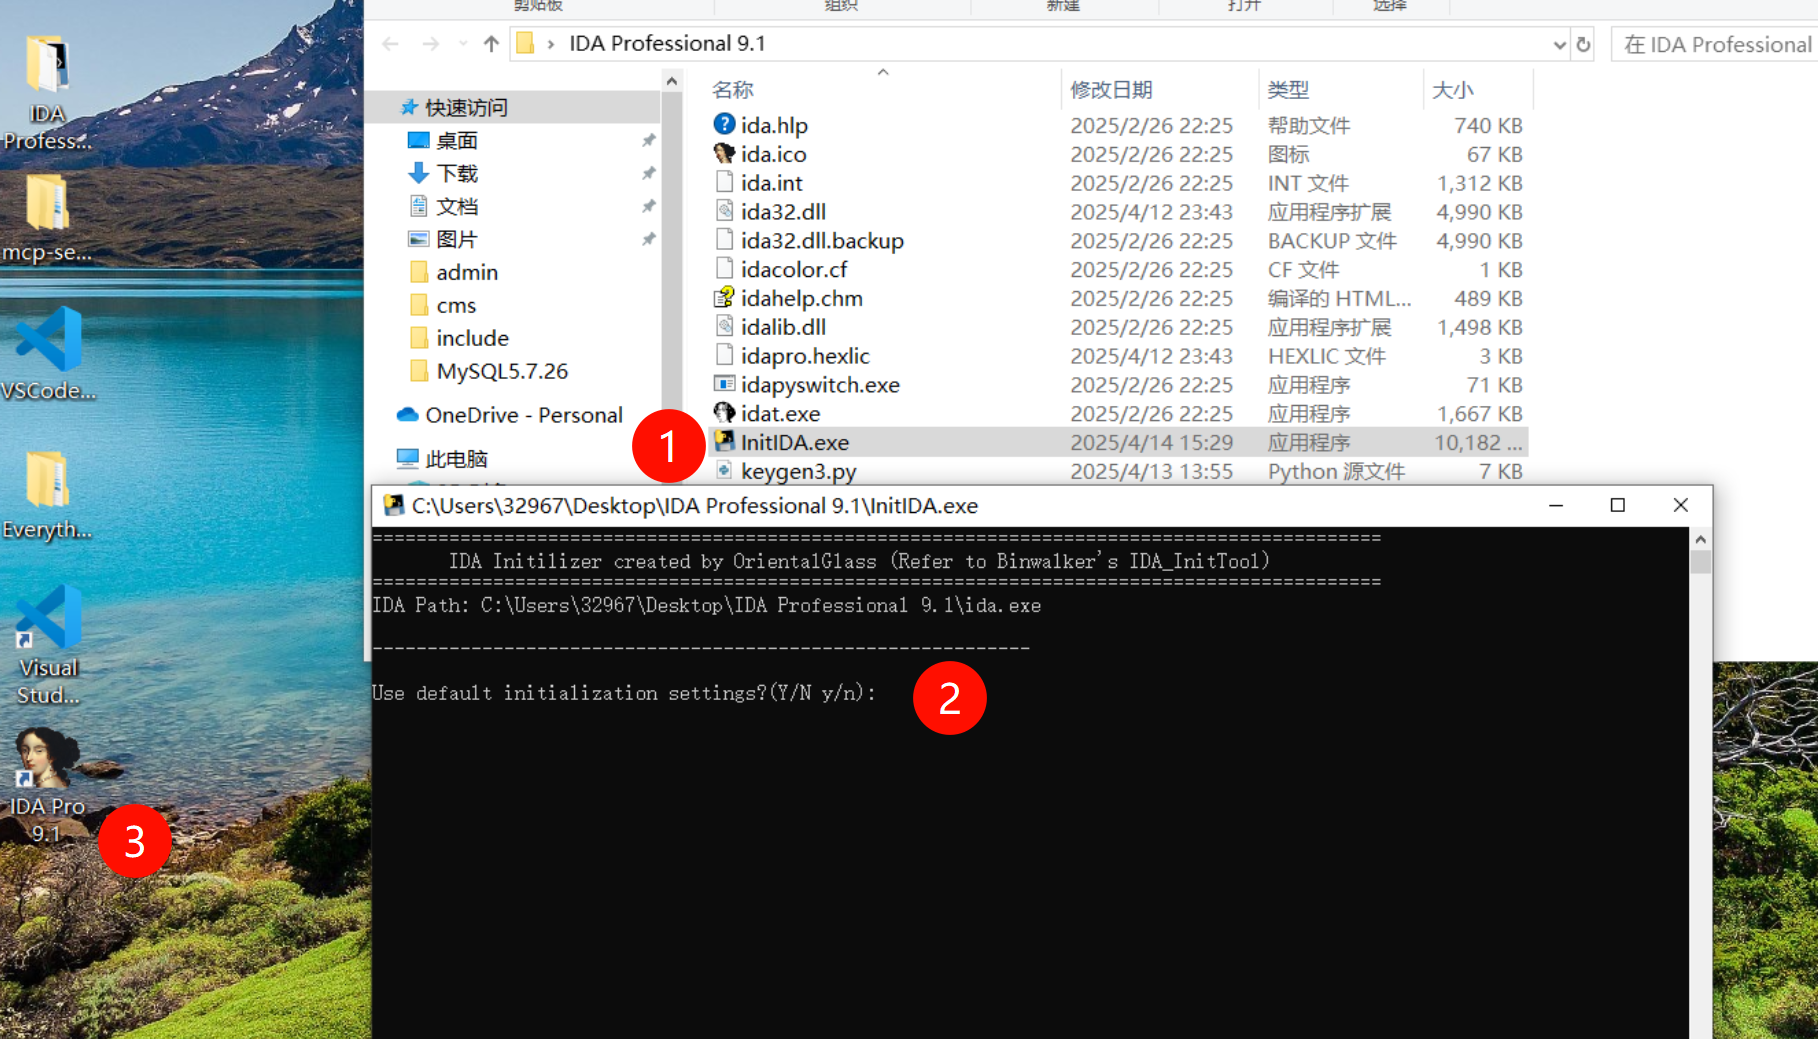 剪贴板 组织 新建 打开 选择
IDA Professional 9.1
在 IDA Professional
名称 修改日期 类型 大小
快速访问
桌面
下载
文档
图片
admin
cms
include
MySQL5.7.26
OneDrive - Personal
此电脑
ida.hlp 2025/2/26 22:25 帮助文件 740 KB
ida.ico 2025/2/26 22:25 图标 67 KB
ida.int 2025/2/26 22:25 INT 文件 1,312 KB
ida32.dll 2025/4/12 23:43 应用程序扩展 4,990 KB
ida32.dll.backup 2025/2/26 22:25 BACKUP 文件 4,990 KB
idacolor.cf 2025/2/26 22:25 CF 文件 1 KB
idahelp.chm 2025/2/26 22:25 编译的 HTML... 489 KB
idalib.dll 2025/2/26 22:25 应用程序扩展 1,498 KB
idapro.hexlic 2025/4/12 23:43 HEXLIC 文件 3 KB
idapyswitch.exe 2025/2/26 22:25 应用程序 71 KB
idat.exe 2025/2/26 22:25 应用程序 1,667 KB
InitIDA.exe 2025/4/14 15:29 应用程序 10,182 ...
keygen3.py 2025/4/13 13:55 Python 源文件 7 KB
1
C:\Users\32967\Desktop\IDA Professional 9.1\InitIDA.exe
IDA Initilizer created by OrientalGlass (Refer to Binwalker's IDA_InitTool)
IDA Path: C:\Users\32967\Desktop\IDA Professional 9.1\ida.exe
Use default initialization settings?(Y/N y/n):
2
IDA
Profess...
mcp-se...
VSCode...
Everyth...
Visual
Stud...
IDA Pro
9.1
3